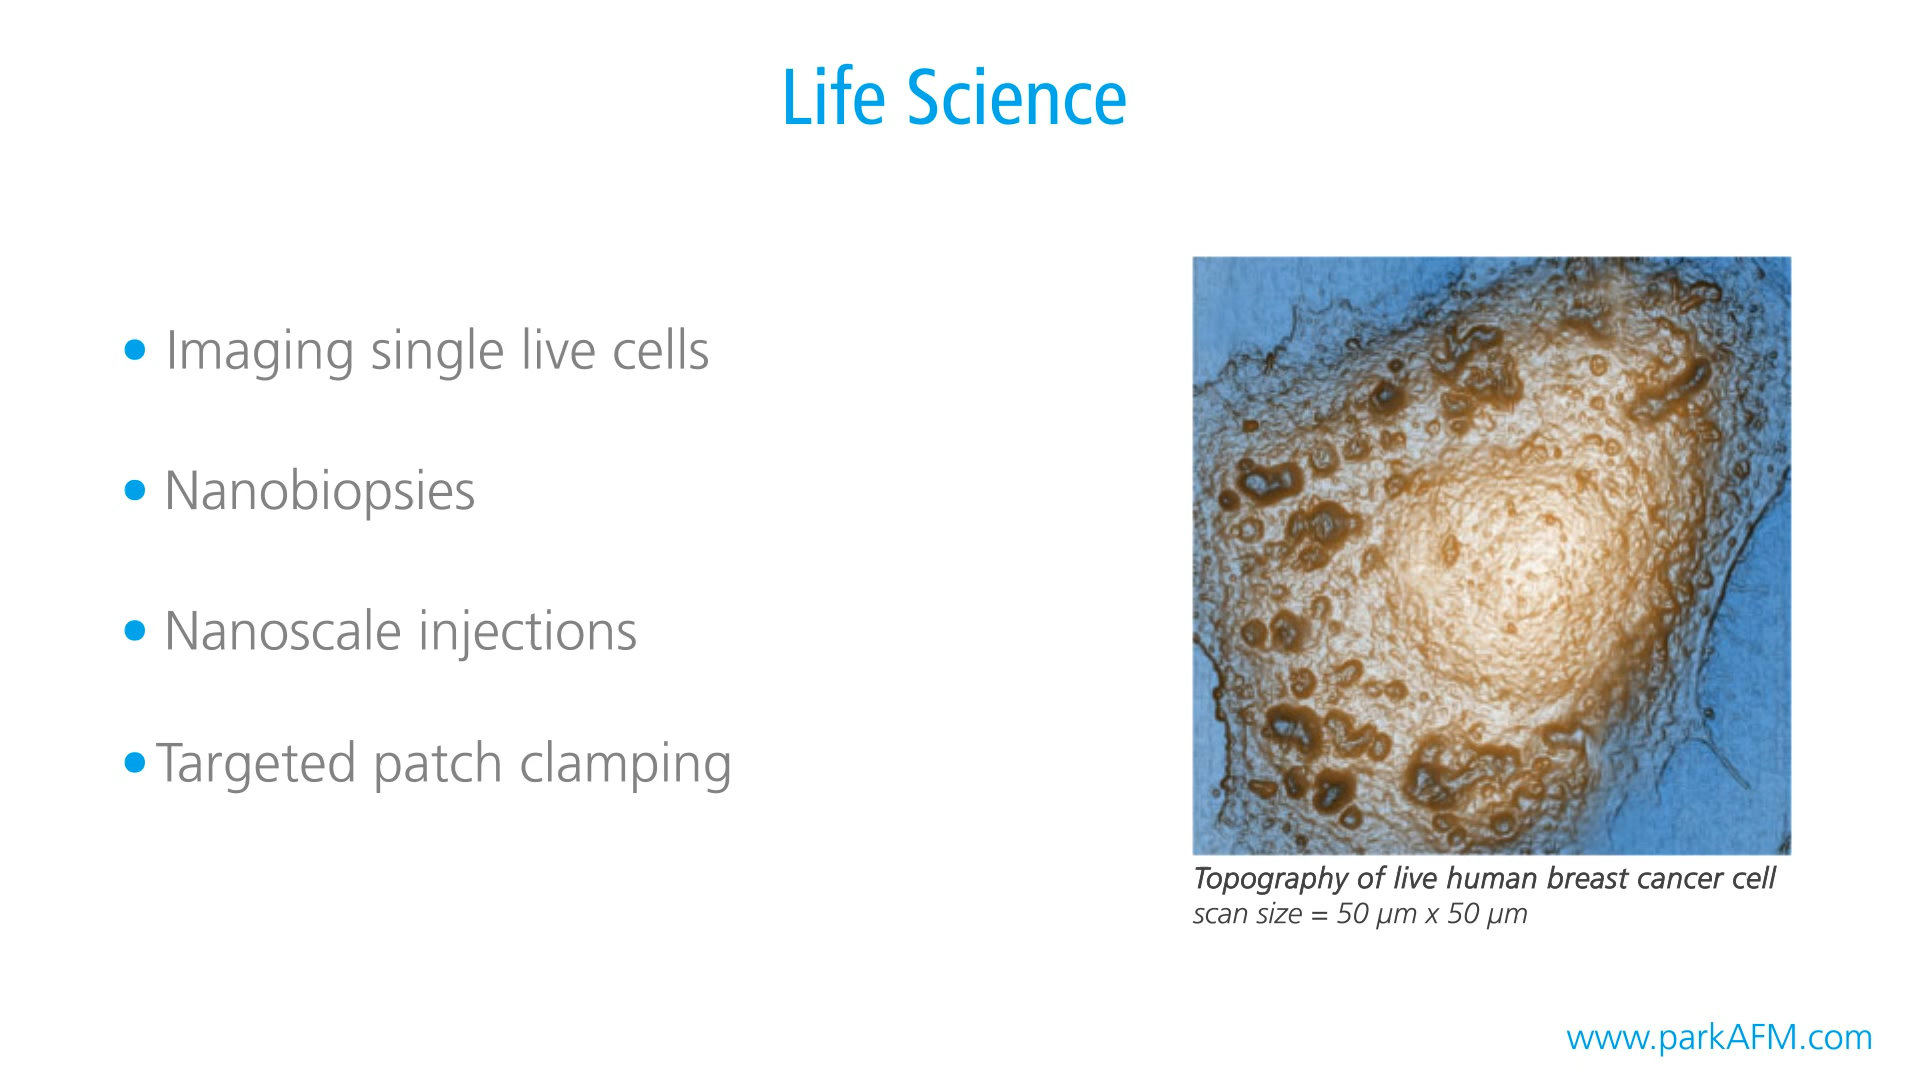 Life Science
• Imaging single live cells
• Nanobiopsies
• Nanoscale injections
• Targeted patch clamping
Topography of live human breast cancer cell
scan size = 50 µm x 50 µm
www.parkAFM.com